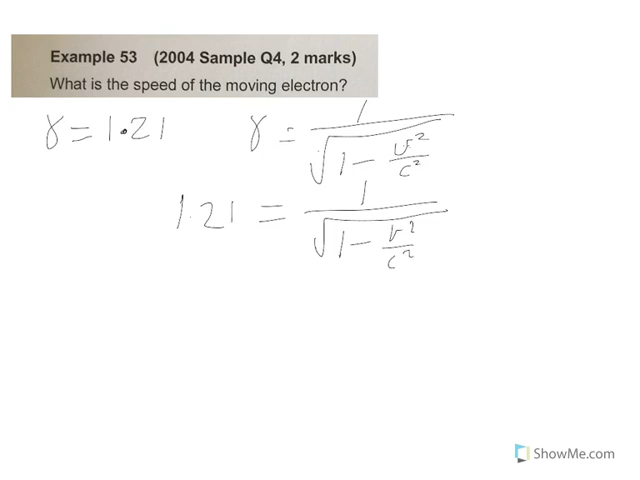 Example 53 (2004 Sample Q4, 2 marks)
What is the speed of the moving electron?
γ = 1.21 γ = 1 / √(1 − v²/c²)
1.21 = 1 / √(1 − v²/c²)
ShowMe.com